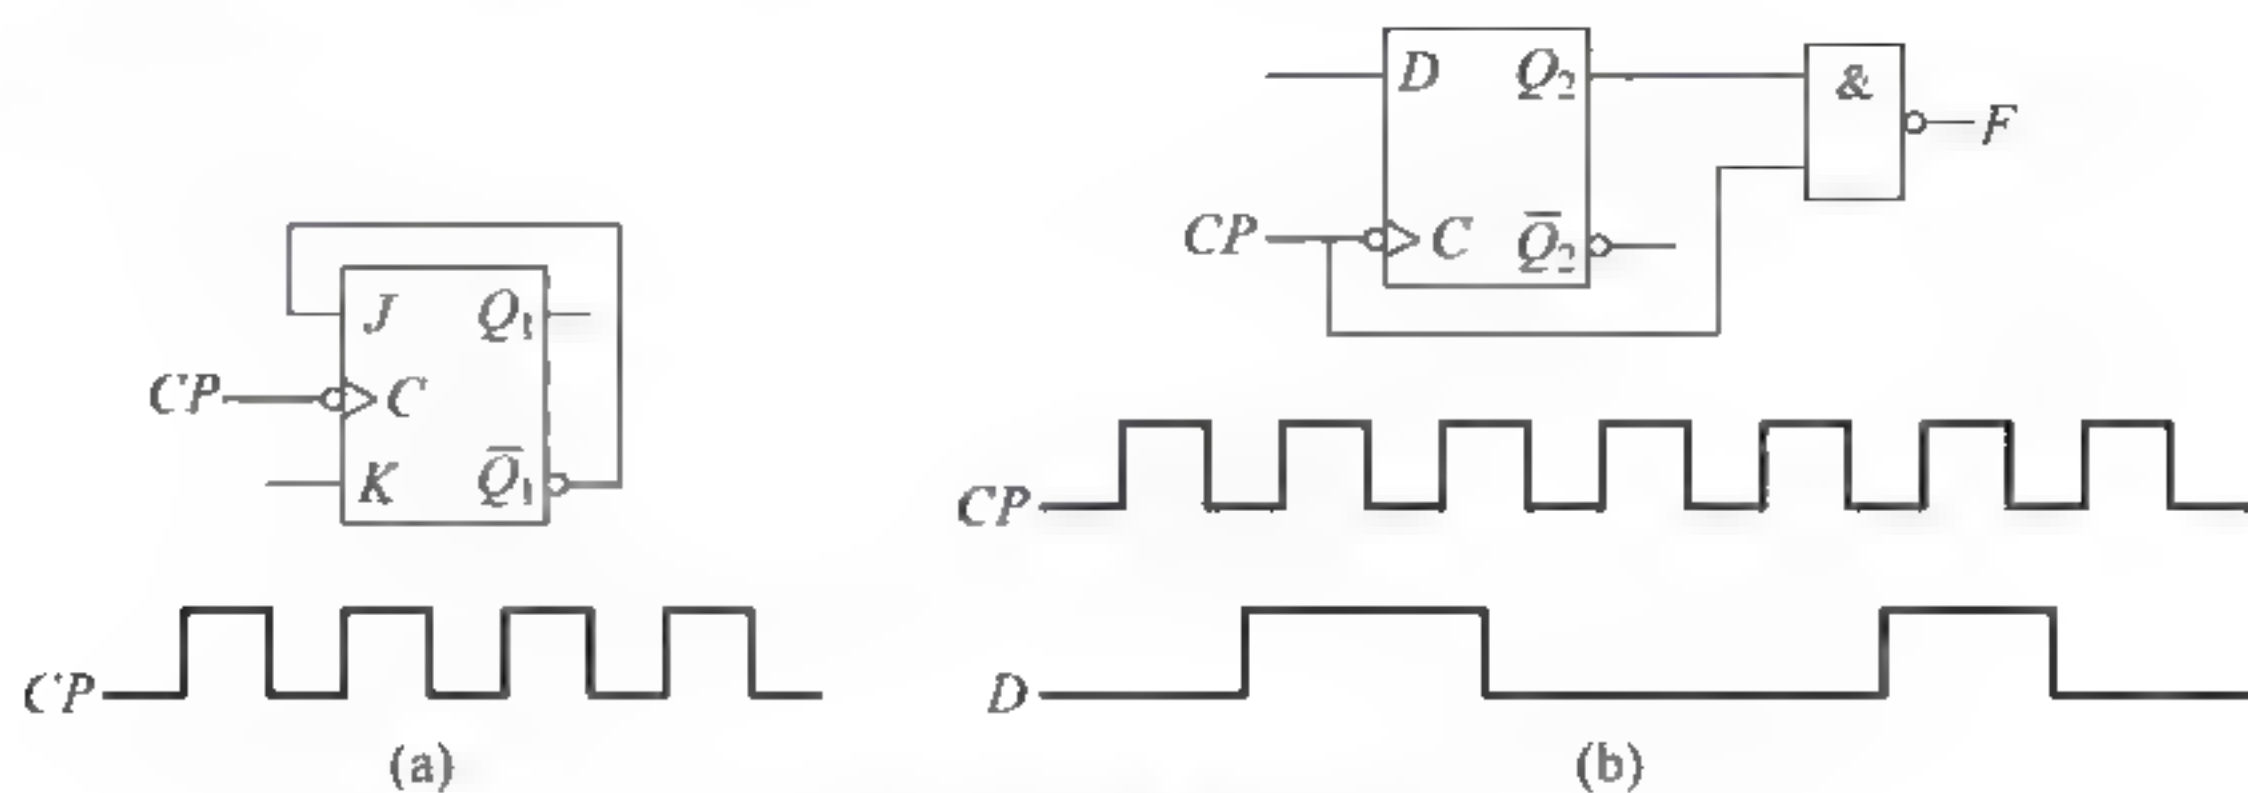 D Q₂ & F
CP C Q̄₂
J Q₁
CP C
K Q̄₁
CP
CP D
(a) (b)